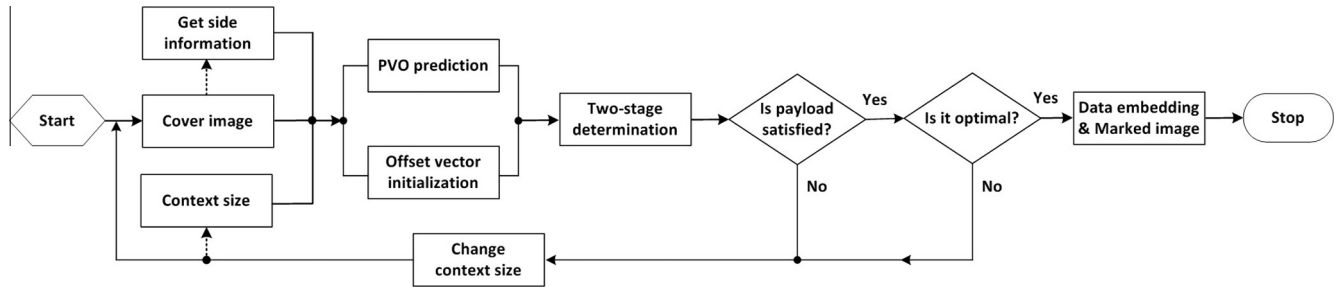 Start
Get side
information
Cover image
Context size
PVO prediction
Offset vector
initialization
Two-stage
determination
Is payload
satisfied?
Yes
No
Is it optimal?
Yes
No
Data embedding
& Marked image
Stop
Change
context size